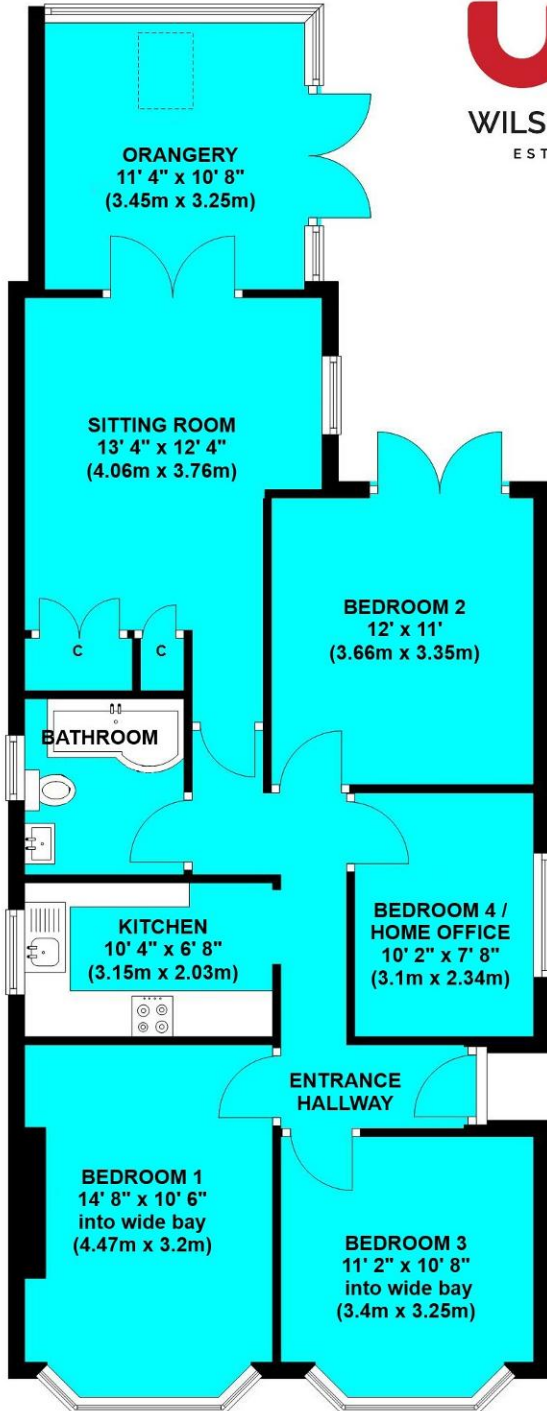 WILS
EST
ORANGERY
11' 4" x 10' 8"
(3.45m x 3.25m)
SITTING ROOM
13' 4" x 12' 4"
(4.06m x 3.76m)
BEDROOM 2
12' x 11'
(3.66m x 3.35m)
C
C
BATHROOM
KITCHEN
10' 4" x 6' 8"
(3.15m x 2.03m)
BEDROOM 4 /
HOME OFFICE
10' 2" x 7' 8"
(3.1m x 2.34m)
ENTRANCE
HALLWAY
BEDROOM 1
14' 8" x 10' 6"
into wide bay
(4.47m x 3.2m)
BEDROOM 3
11' 2" x 10' 8"
into wide bay
(3.4m x 3.25m)